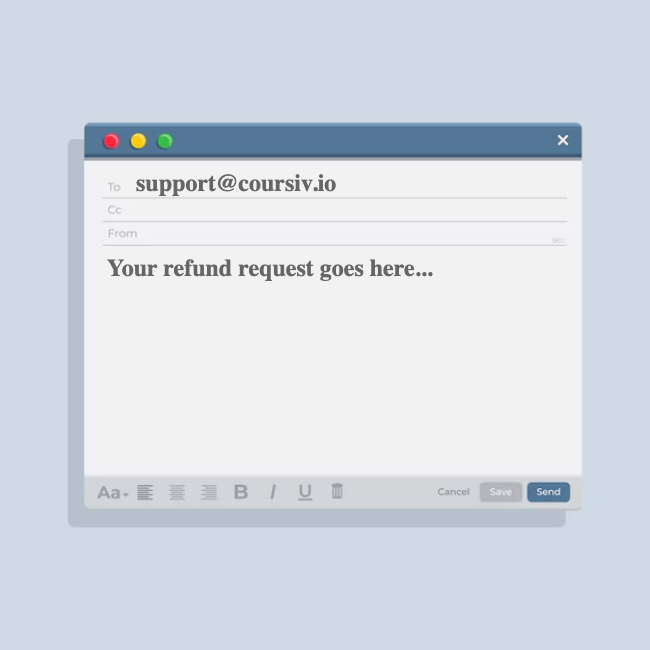 To support@coursiv.io
Cc
From
Bcc
Your refund request goes here...
Aa B I U Cancel Save Send